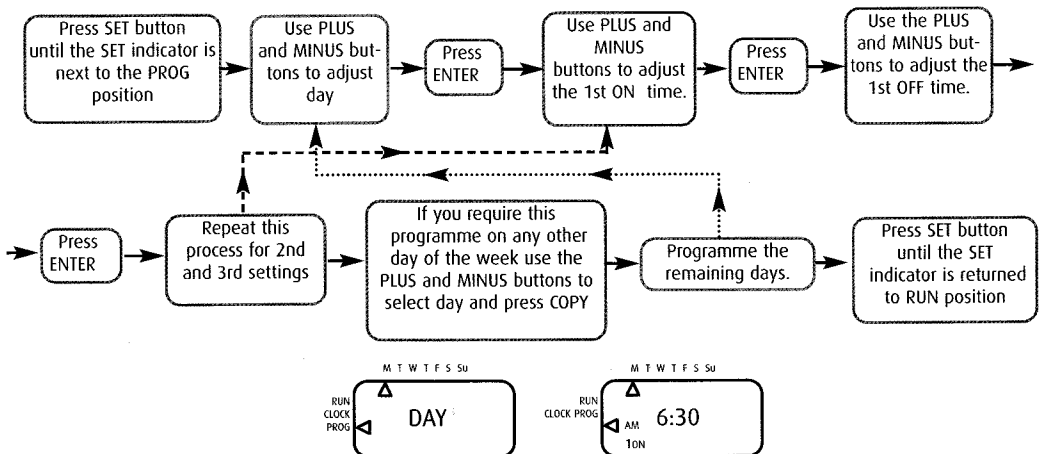 Press SET button
until the SET indicator is
next to the PROG
position
Use PLUS
and MINUS but-
tons to adjust
day
Press
ENTER
Use PLUS and
MINUS
buttons to adjust
the 1st ON time.
Press
ENTER
Use the PLUS
and MINUS but-
tons to adjust the
1st OFF time.
Press
ENTER
Repeat this
process for 2nd
and 3rd settings
If you require this
programme on any other
day of the week use the
PLUS and MINUS buttons to
select day and press COPY
Programme the
remaining days.
Press SET button
until the SET
indicator is returned
to RUN position
M T W T F S Su
RUN
CLOCK
PROG
DAY
M T W T F S Su
RUN
CLOCK PROG
AM 6:30
1ON